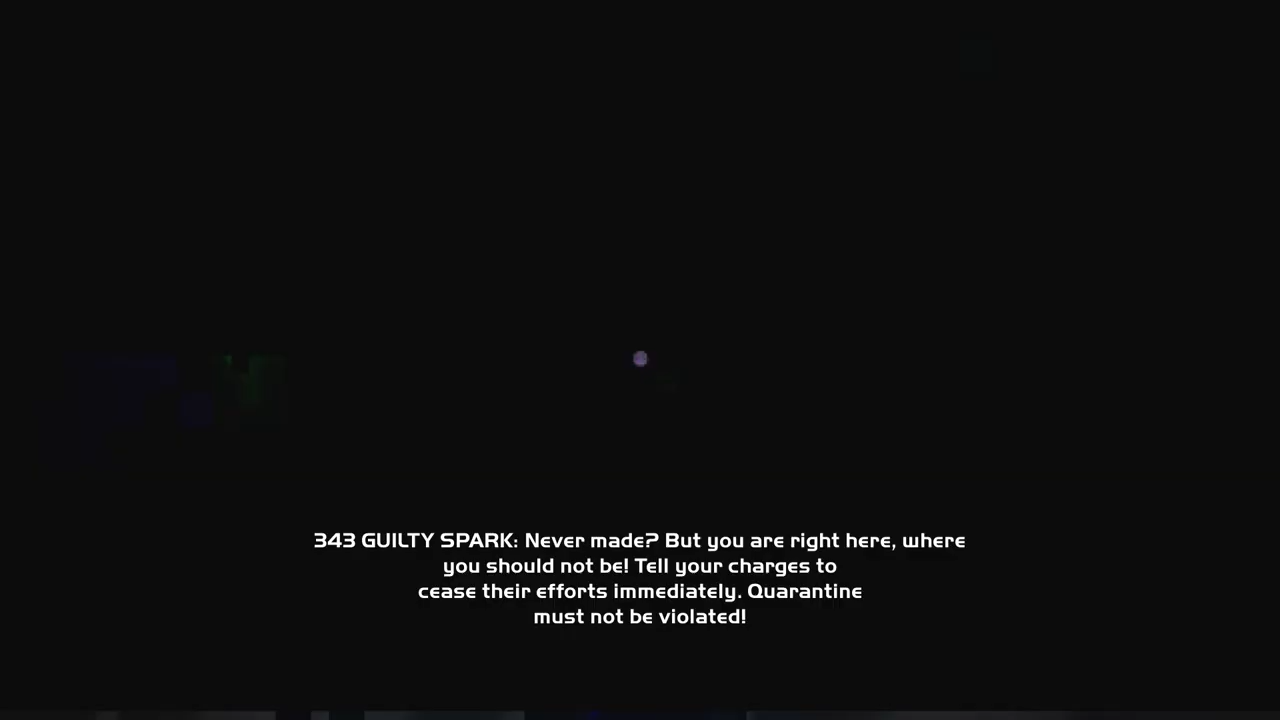 343 GUILTY SPARK: Never made? But you are right here, where
you should not be! Tell your charges to
cease their efforts immediately. Quarantine
must not be violated!